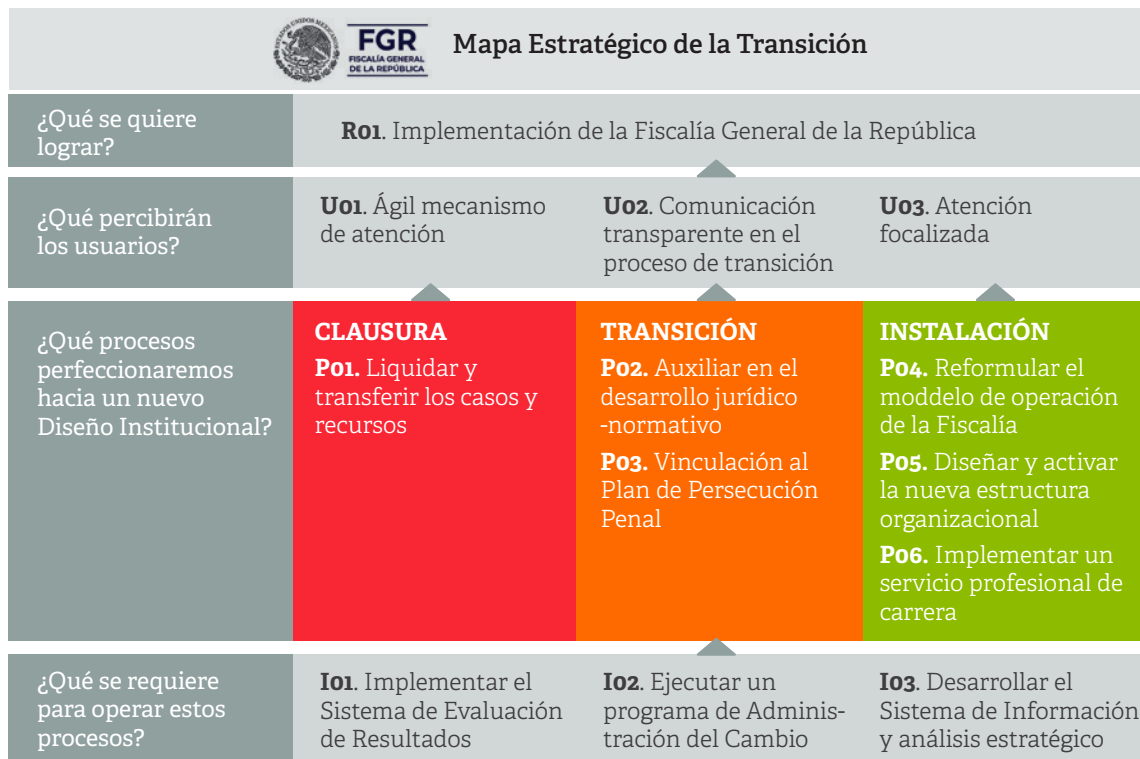 ESTADOS UNIDOS MEXICANOS
FGR
FISCALÍA GENERAL
DE LA REPÚBLICA
Mapa Estratégico de la Transición
¿Qué se quiere
lograr?
R01. Implementación de la Fiscalía General de la República
¿Qué percibirán
los usuarios?
U01. Ágil mecanismo
de atención
U02. Comunicación
transparente en el
proceso de transición
U03. Atención
focalizada
¿Qué procesos
perfeccionaremos
hacia un nuevo
Diseño Institucional?
CLAUSURA
P01. Liquidar y
transferir los casos y
recursos
TRANSICIÓN
P02. Auxiliar en el
desarrollo jurídico
-normativo
P03. Vinculación al
Plan de Persecución
Penal
INSTALACIÓN
P04. Reformular el
moddelo de operación
de la Fiscalía
P05. Diseñar y activar
la nueva estructura
organizacional
P06. Implementar un
servicio profesional de
carrera
¿Qué se requiere
para operar estos
procesos?
I01. Implementar el
Sistema de Evaluación
de Resultados
I02. Ejecutar un
programa de Adminis-
tración del Cambio
I03. Desarrollar el
Sistema de Información
y análisis estratégico